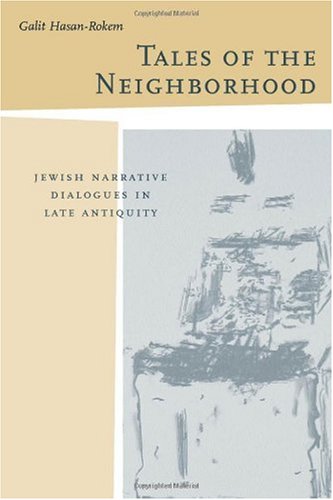 Galit Hasan-Rokem
TALES OF THE
NEIGHBORHOOD
JEWISH NARRATIVE
DIALOGUES IN
LATE ANTIQUITY